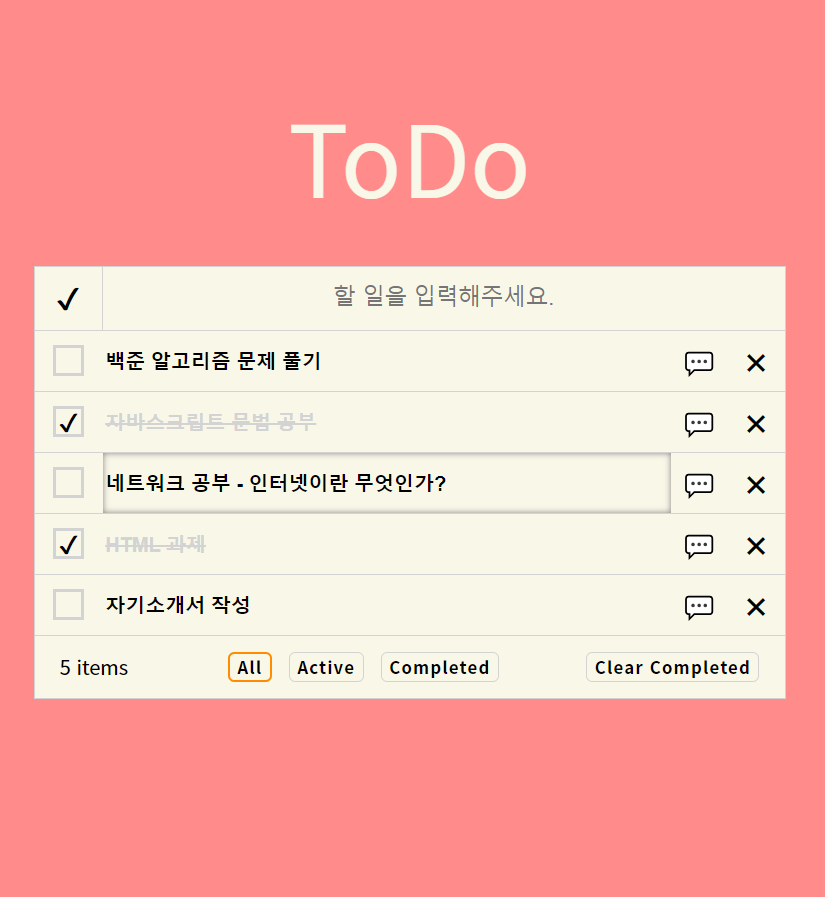 ToDo
할 일을 입력해주세요.
백준 알고리즘 문제 풀기
자바스크립트 문범 공부
네트워크 공부 - 인터넷이란 무엇인가?
HTML 과제
자기소개서 작성
5 items All Active Completed Clear Completed